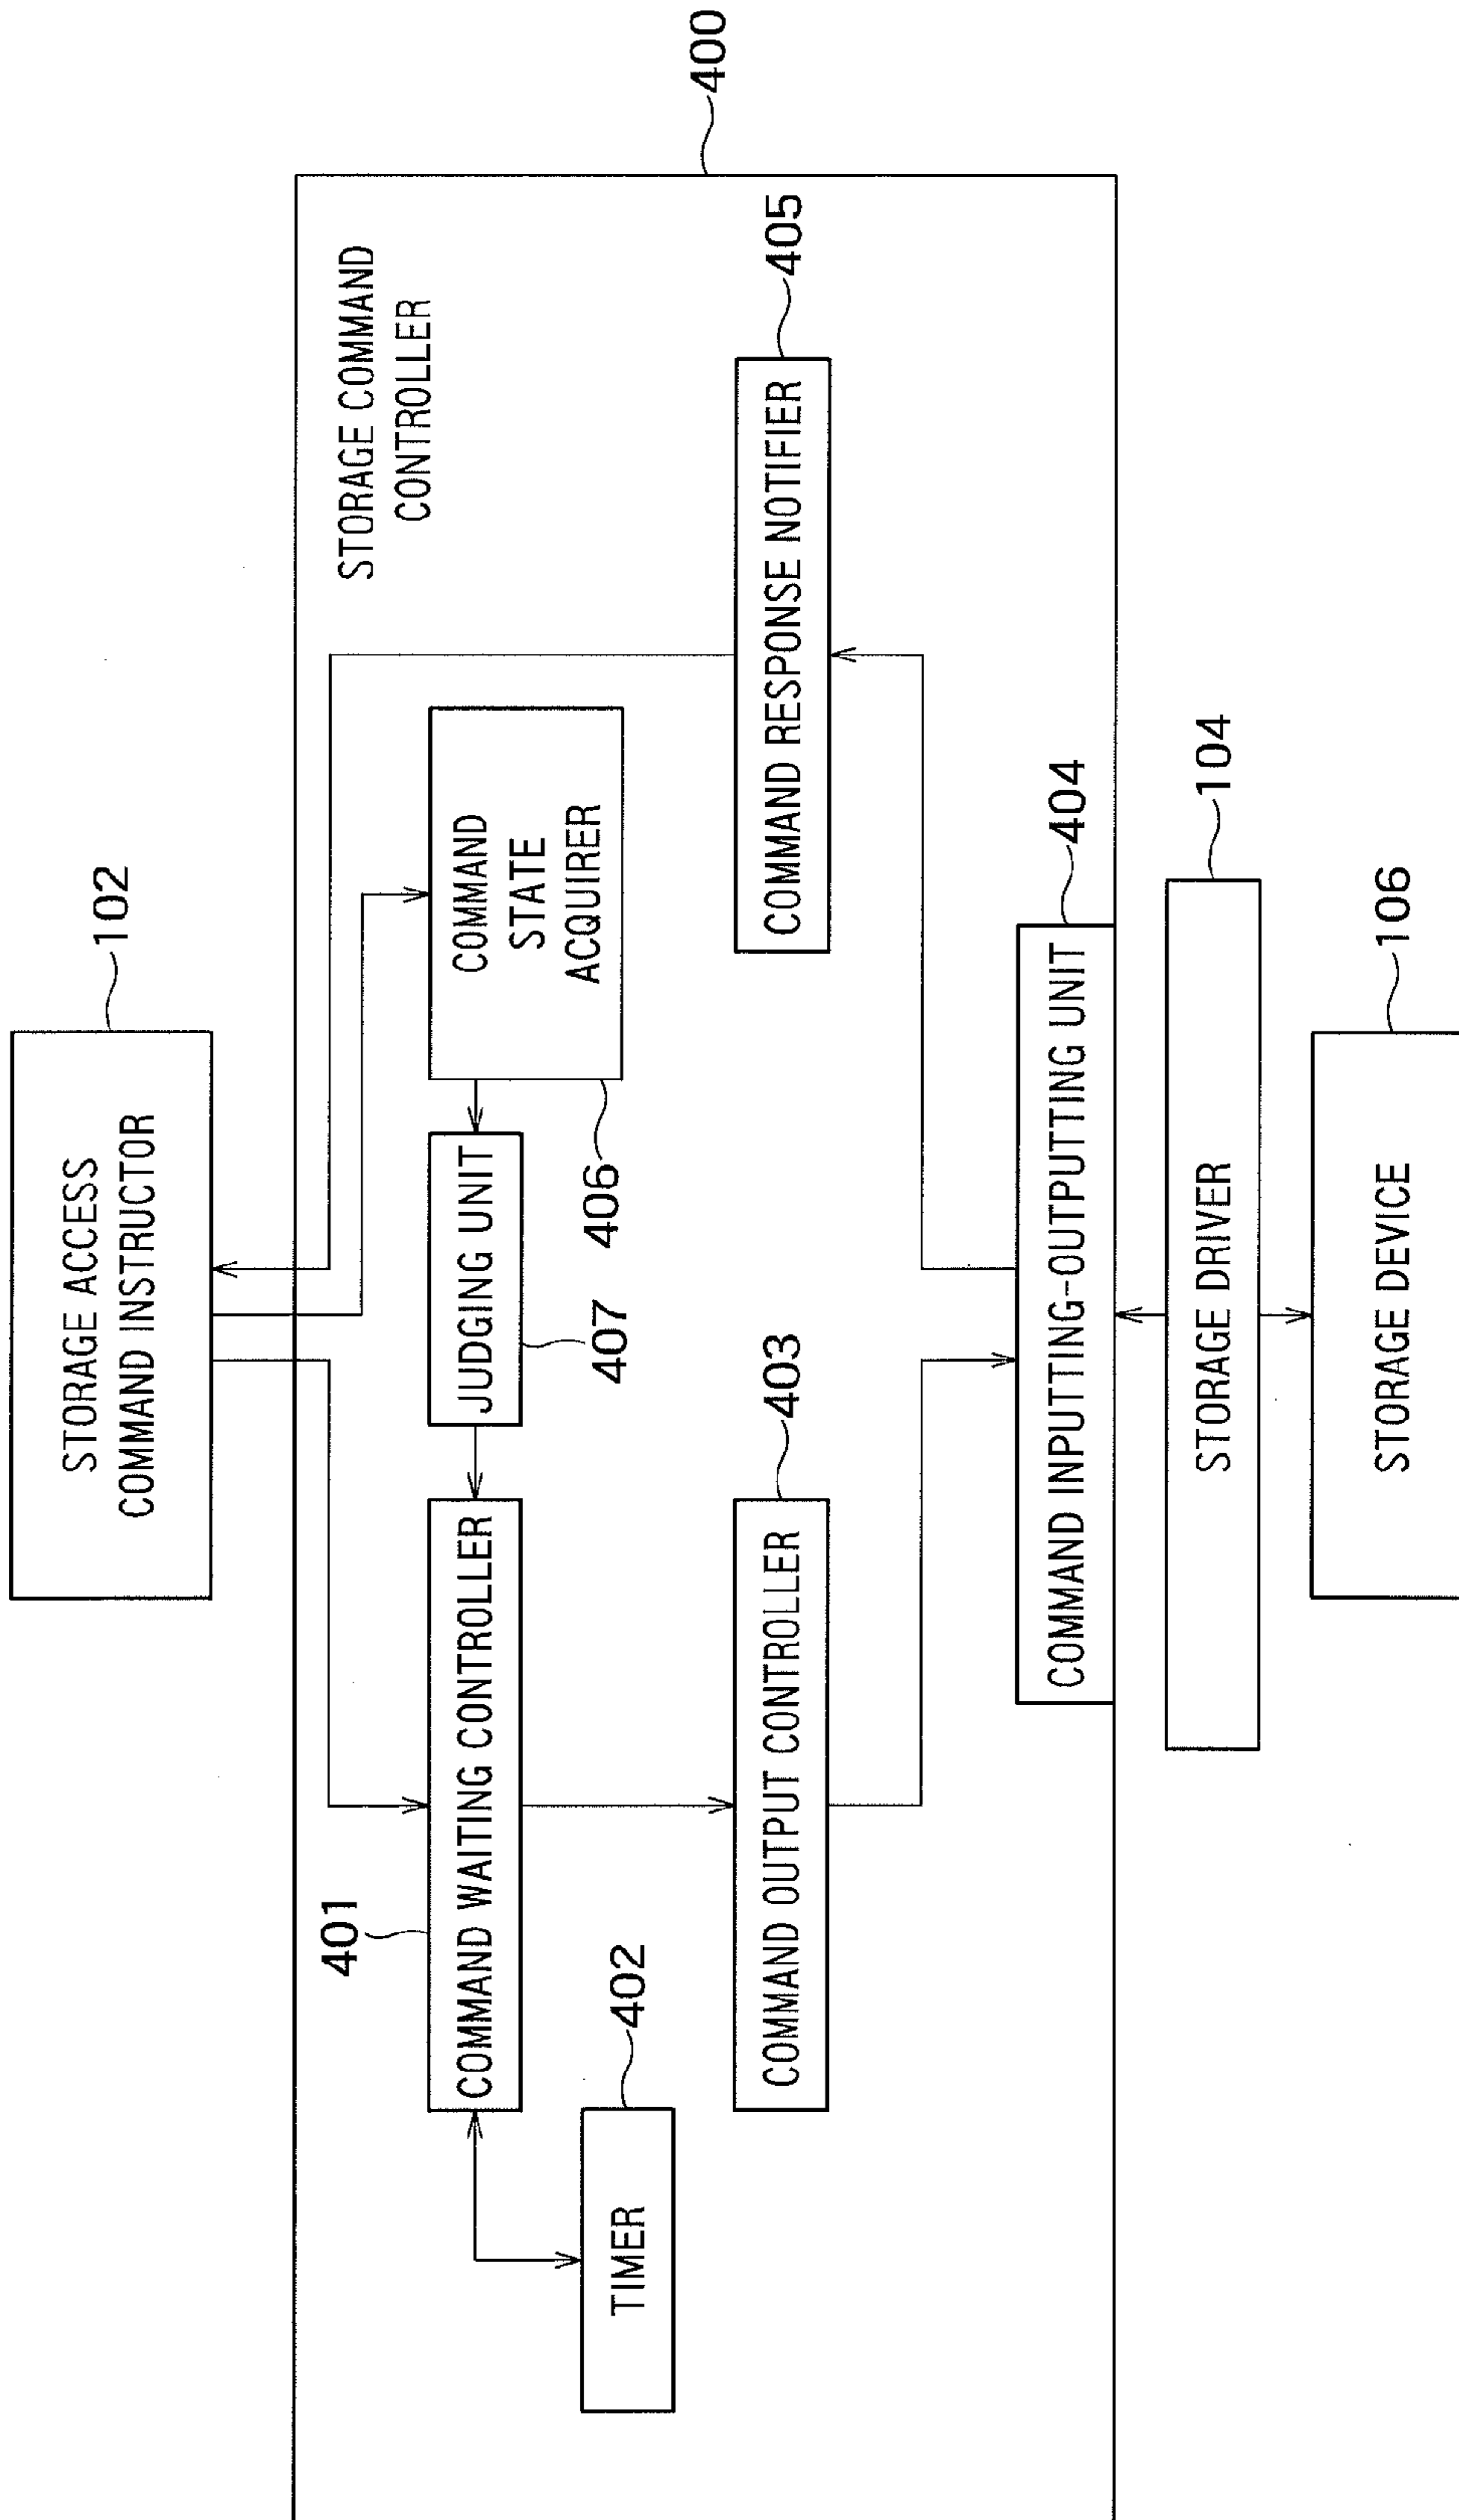 STORAGE ACCESS
COMMAND INSTRUCTOR
102
STORAGE COMMAND
CONTROLLER
400
401
COMMAND WAITING CONTROLLER
JUDGING UNIT
407
COMMAND
STATE
ACQUIRER
406
TIMER
402
COMMAND OUTPUT CONTROLLER
403
COMMAND RESPONSE NOTIFIER
405
COMMAND INPUTTING-OUTPUTING UNIT
404
STORAGE DRIVER
104
STORAGE DEVICE
106